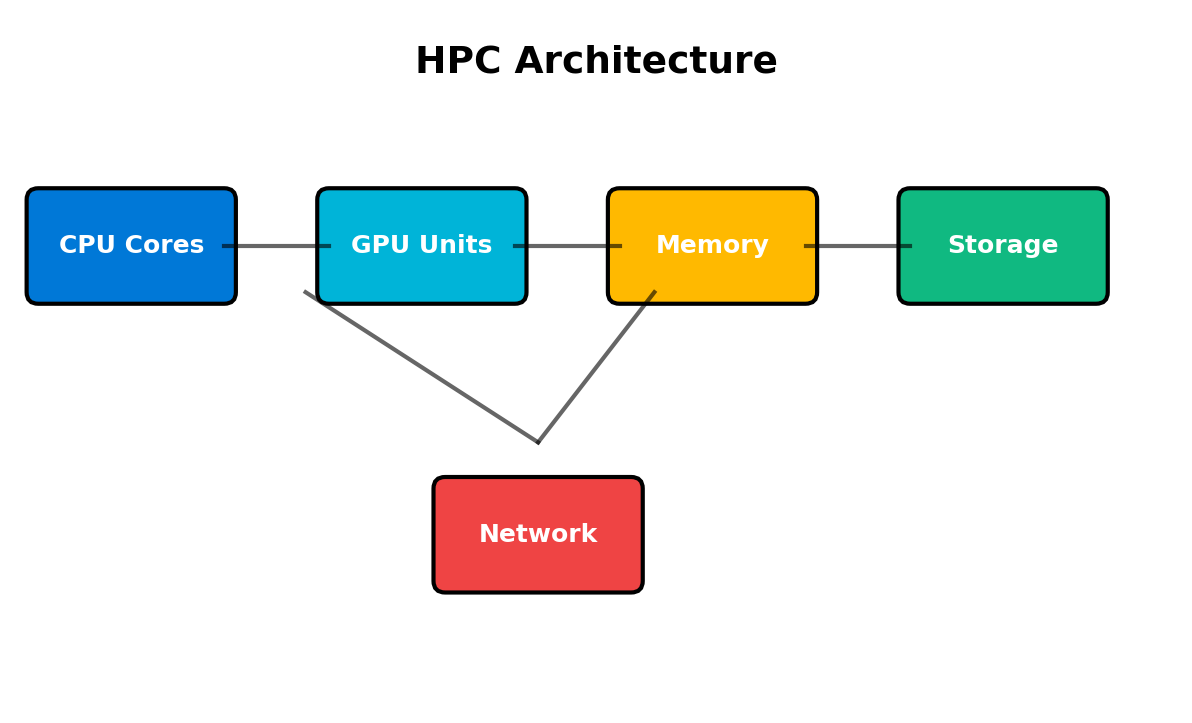 HPC Architecture
CPU Cores
GPU Units
Memory
Storage
Network